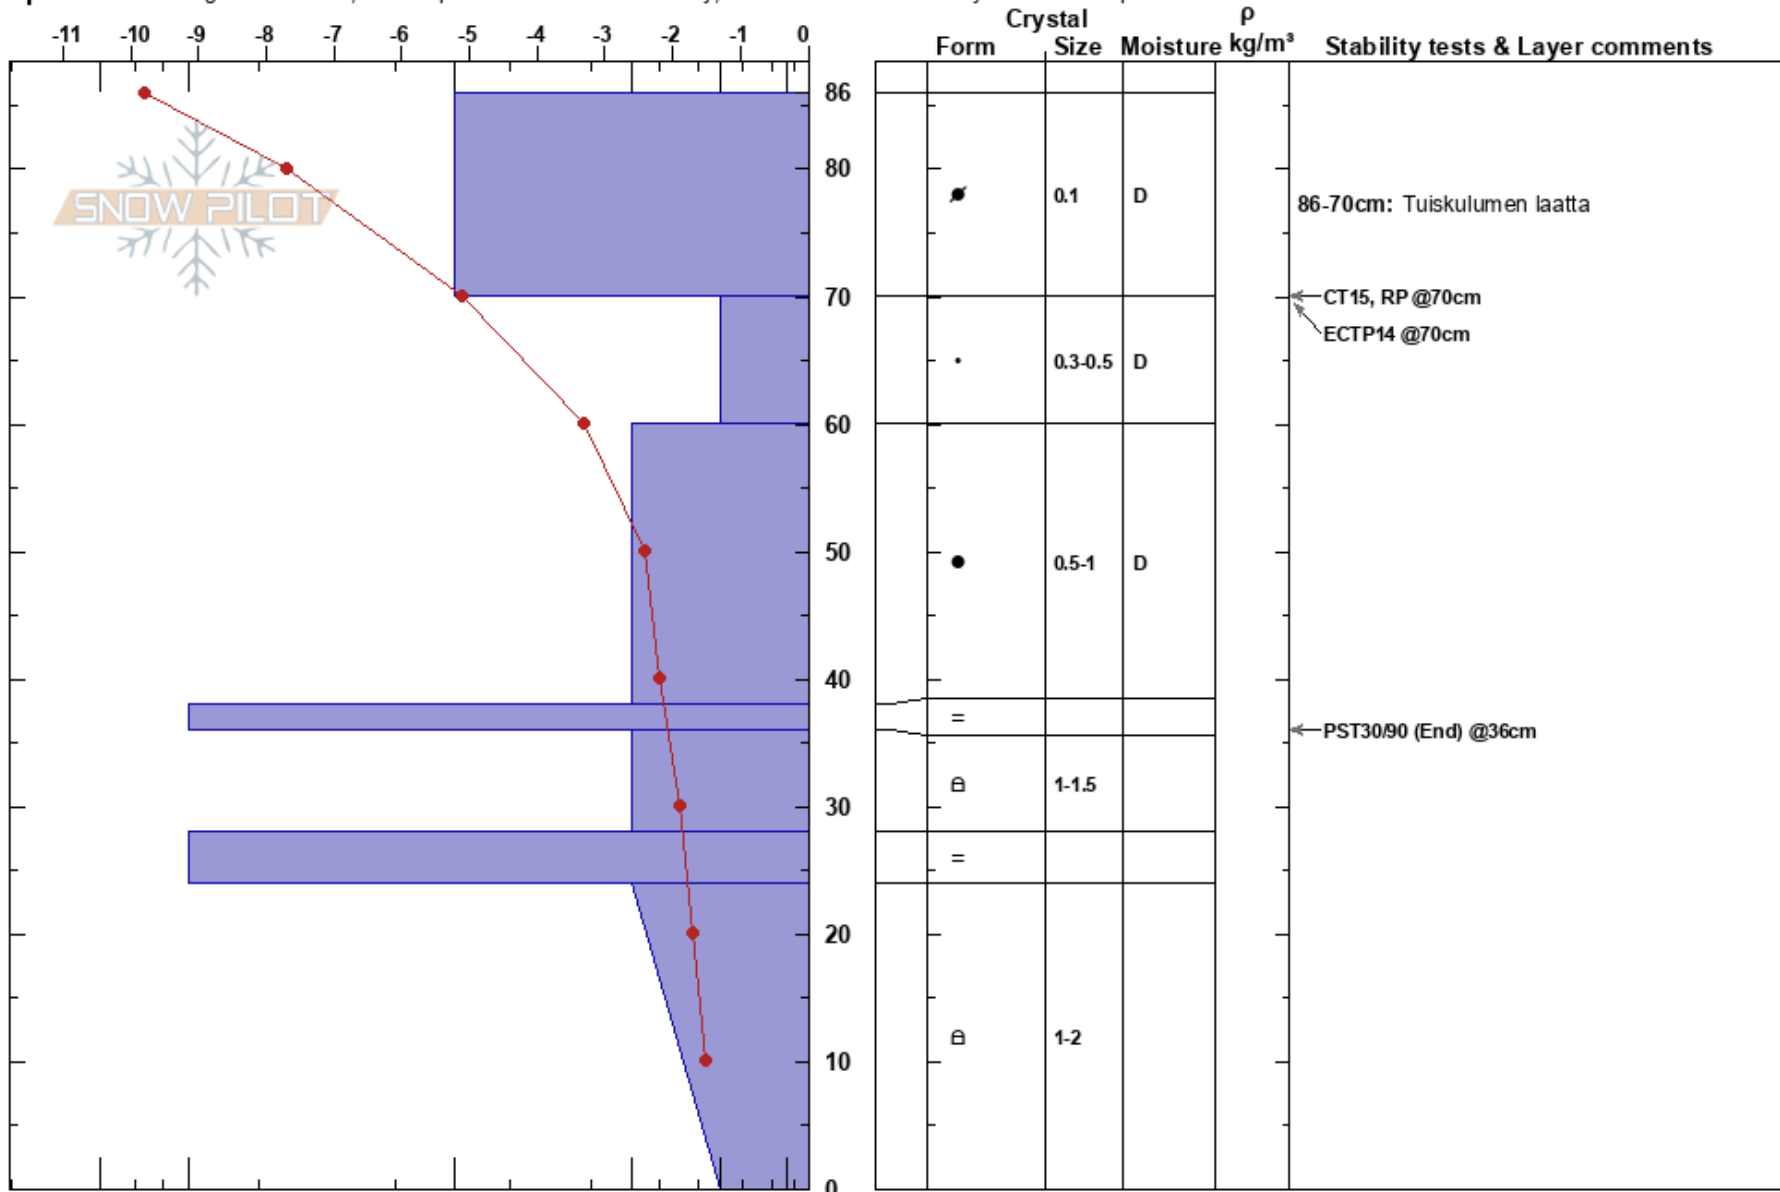 Crystal ρ
Form Size Moisture kg/m³ Stability tests & Layer comments
-11 -10 -9 -8 -7 -6 -5 -4 -3 -2 -1 0
86
80
SNOW PILOT
0.1 D
86-70cm: Tuiskulumen laatta
70
CT15, RP @70cm
ECTP14 @70cm
0.3-0.5 D
60
50
0.5-1 D
40
=
PST30/90 (End) @36cm
1-1.5
30
=
20
1-2
10
0